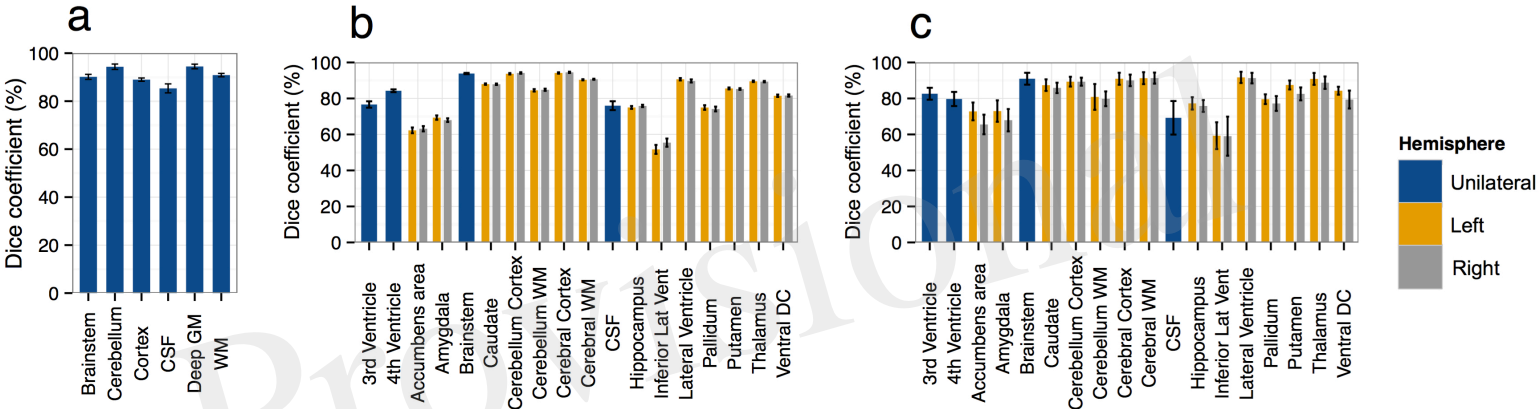 a
b
c
Dice coefficient (%)
100
80
60
40
20
0
Brainstem
Cerebellum
Cortex
CSF
Deep GM
WM
Dice coefficient (%)
100
80
60
40
20
0
3rd Ventricle
4th Ventricle
Accumbens area
Amygdala
Brainstem
Caudate
Cerebellum Cortex
Cerebellum WM
Cerebral Cortex
Cerebral WM
CSF
Hippocampus
Inferior Lat Vent
Lateral Ventricle
Pallidum
Putamen
Thalamus
Ventral DC
Dice coefficient (%)
100
80
60
40
20
0
3rd Ventricle
4th Ventricle
Accumbens area
Amygdala
Brainstem
Caudate
Cerebellum Cortex
Cerebellum WM
Cerebral Cortex
Cerebral WM
CSF
Hippocampus
Inferior Lat Vent
Lateral Ventricle
Pallidum
Putamen
Thalamus
Ventral DC
Hemisphere
Unilateral
Left
Right
Provisional